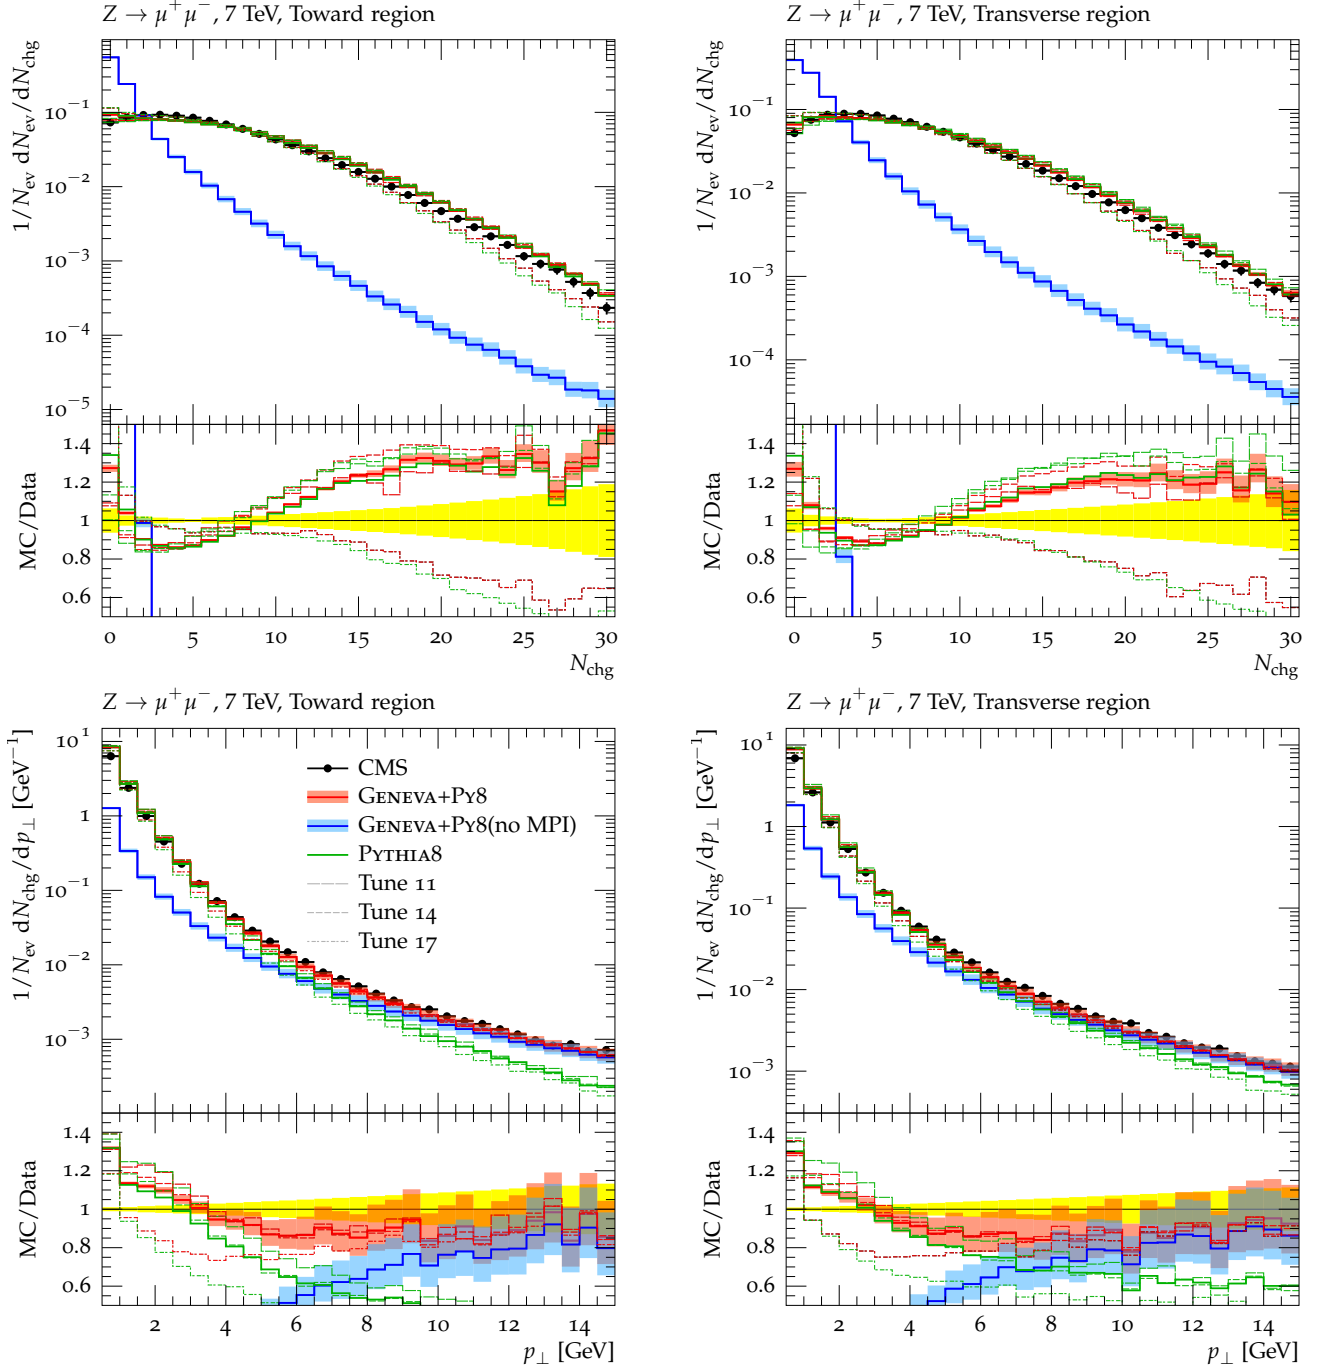 Z → μ⁺μ⁻, 7 TeV, Toward region
1/N_ev dN_ev/dN_chg
10⁻¹
10⁻²
10⁻³
10⁻⁴
10⁻⁵
MC/Data
1.4
1.2
1
0.8
0.6
0 5 10 15 20 25 30
N_chg
Z → μ⁺μ⁻, 7 TeV, Transverse region
1/N_ev dN_ev/dN_chg
10⁻¹
10⁻²
10⁻³
10⁻⁴
MC/Data
1.4
1.2
1
0.8
0.6
0 5 10 15 20 25 30
N_chg
Z → μ⁺μ⁻, 7 TeV, Toward region
1/N_ev dN_chg/dp_⊥ [GeV⁻¹]
10¹
1
10⁻¹
10⁻²
10⁻³
CMS
GENEVA+PY8
GENEVA+PY8(no MPI)
PYTHIA8
Tune 11
Tune 14
Tune 17
MC/Data
1.4
1.2
1
0.8
0.6
2 4 6 8 10 12 14
p_⊥ [GeV]
Z → μ⁺μ⁻, 7 TeV, Transverse region
1/N_ev dN_chg/dp_⊥ [GeV⁻¹]
10¹
1
10⁻¹
10⁻²
10⁻³
MC/Data
1.4
1.2
1
0.8
0.6
2 4 6 8 10 12 14
p_⊥ [GeV]